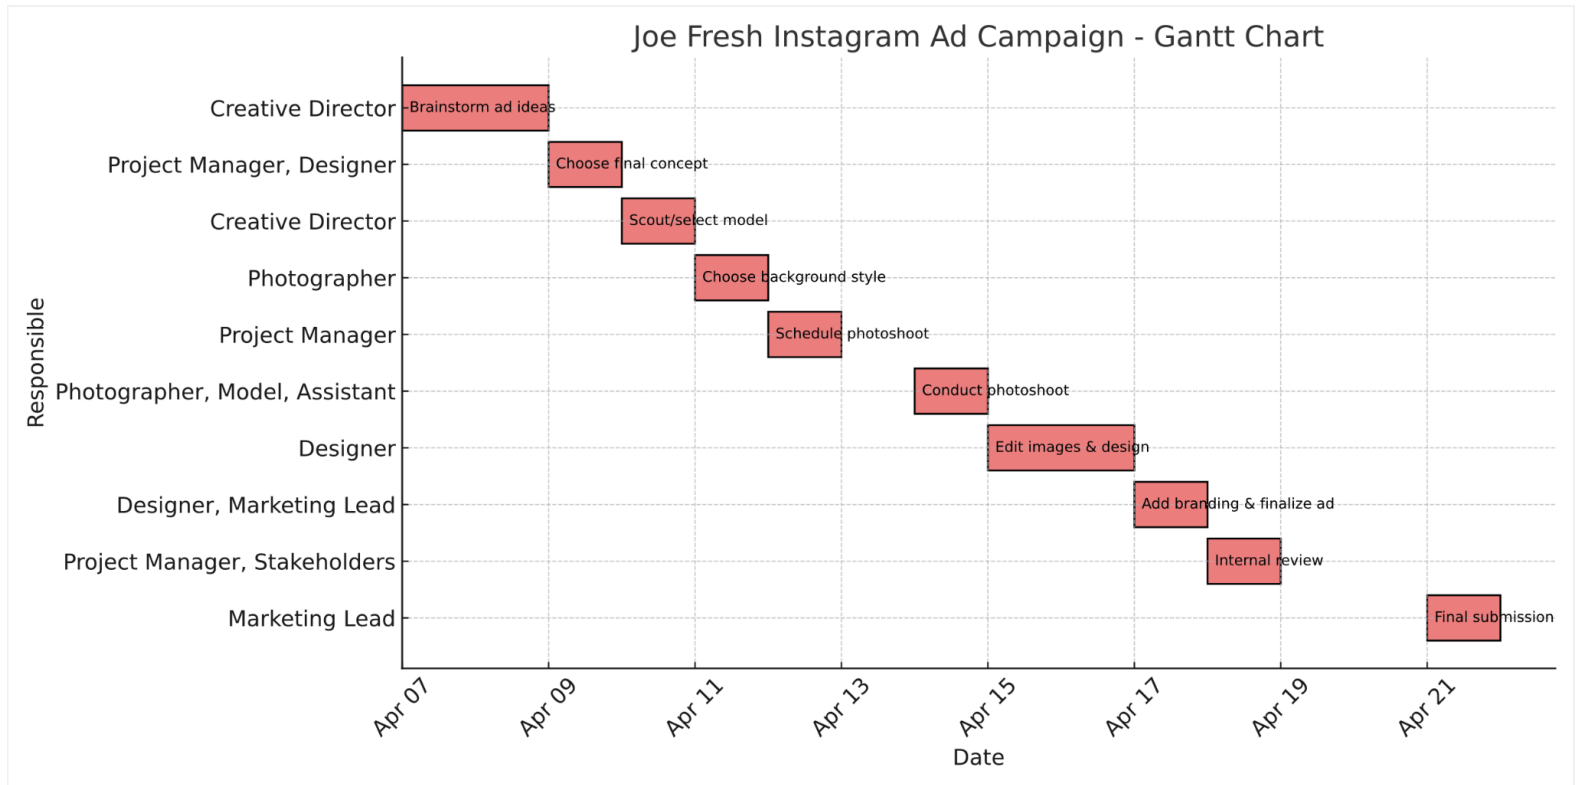 Joe Fresh Instagram Ad Campaign - Gantt Chart
Responsible
Creative Director
Brainstorm ad ideas
Project Manager, Designer
Choose final concept
Creative Director
Scout/select model
Photographer
Choose background style
Project Manager
Schedule photoshoot
Photographer, Model, Assistant
Conduct photoshoot
Designer
Edit images & design
Designer, Marketing Lead
Add branding & finalize ad
Project Manager, Stakeholders
Internal review
Marketing Lead
Final submission
Apr 07
Apr 09
Apr 11
Apr 13
Apr 15
Apr 17
Apr 19
Apr 21
Date